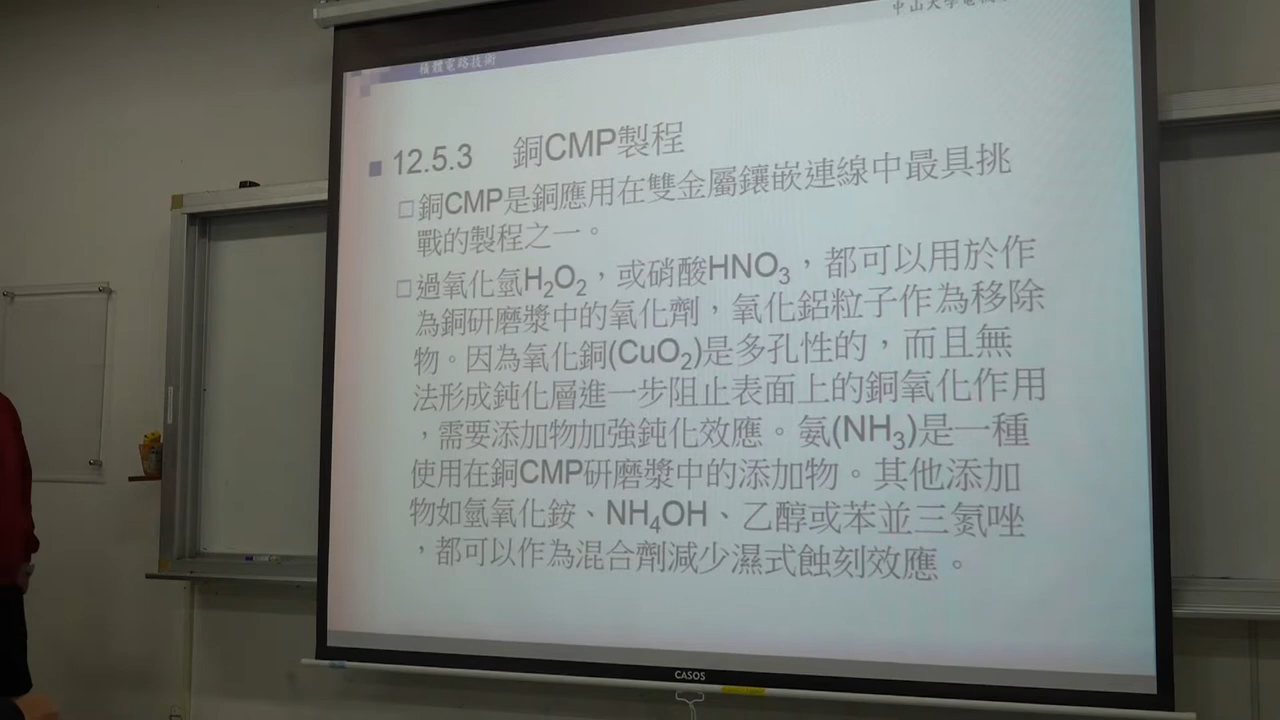 中山大學電機
積體電路技術
12.5.3 銅CMP製程
銅CMP是銅應用在雙金屬鑲嵌連線中最具挑
戰的製程之一。
過氧化氫H₂O₂，或硝酸HNO₃，都可以用於作
為銅研磨漿中的氧化劑，氧化鋁粒子作為移除
物。因為氧化銅(CuO₂)是多孔性的，而且無
法形成鈍化層進一步阻止表面上的銅氧化作用
，需要添加物加強鈍化效應。氨(NH₃)是一種
使用在銅CMP研磨漿中的添加物。其他添加
物如氫氧化銨、NH₄OH、乙醇或苯並三氮唑
，都可以作為混合劑減少濕式蝕刻效應。
CASOS